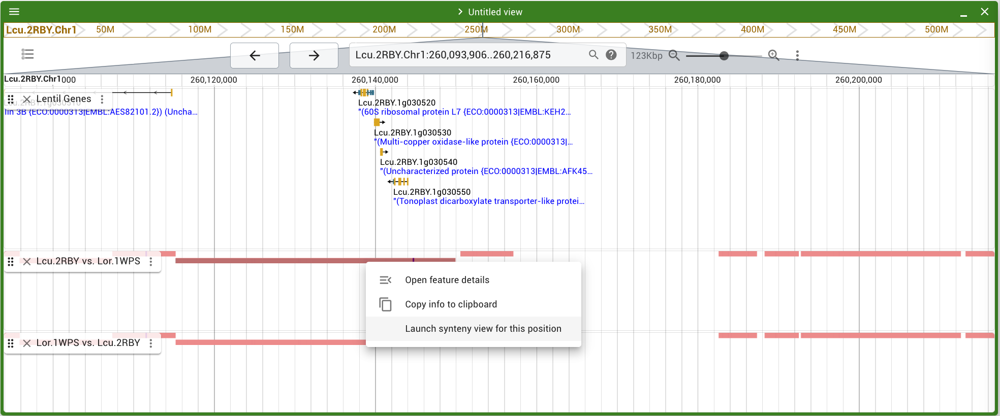 Untitled view
Lcu.2RBY.Chr1 50M 100M 150M 200M 250M 300M 350M 400M 450M 500M
Lcu.2RBY.Chr1:260,093,906..260,216,875 123Kbp
Lcu.2RBY.Chr1 000 260,120,000 260,140,000 260,160,000 260,180,000 260,200,000
Lentil Genes
Lcu.2RBY.1g030510
lin 3B {ECO:0000313|EMBL:AES82101.2}) (Uncha...
Lcu.2RBY.1g030520
"(60S ribosomal protein L7 {ECO:0000313|EMBL:KEH2...
Lcu.2RBY.1g030530
"(Multi-copper oxidase-like protein {ECO:0000313|...
Lcu.2RBY.1g030540
"(Uncharacterized protein {ECO:0000313|EMBL:AFK45...
Lcu.2RBY.1g030550
"(Tonoplast dicarboxylate transporter-like protei...
Lcu.2RBY vs. Lor.1WPS
Open feature details
Copy info to clipboard
Launch synteny view for this position
Lor.1WPS vs. Lcu.2RBY